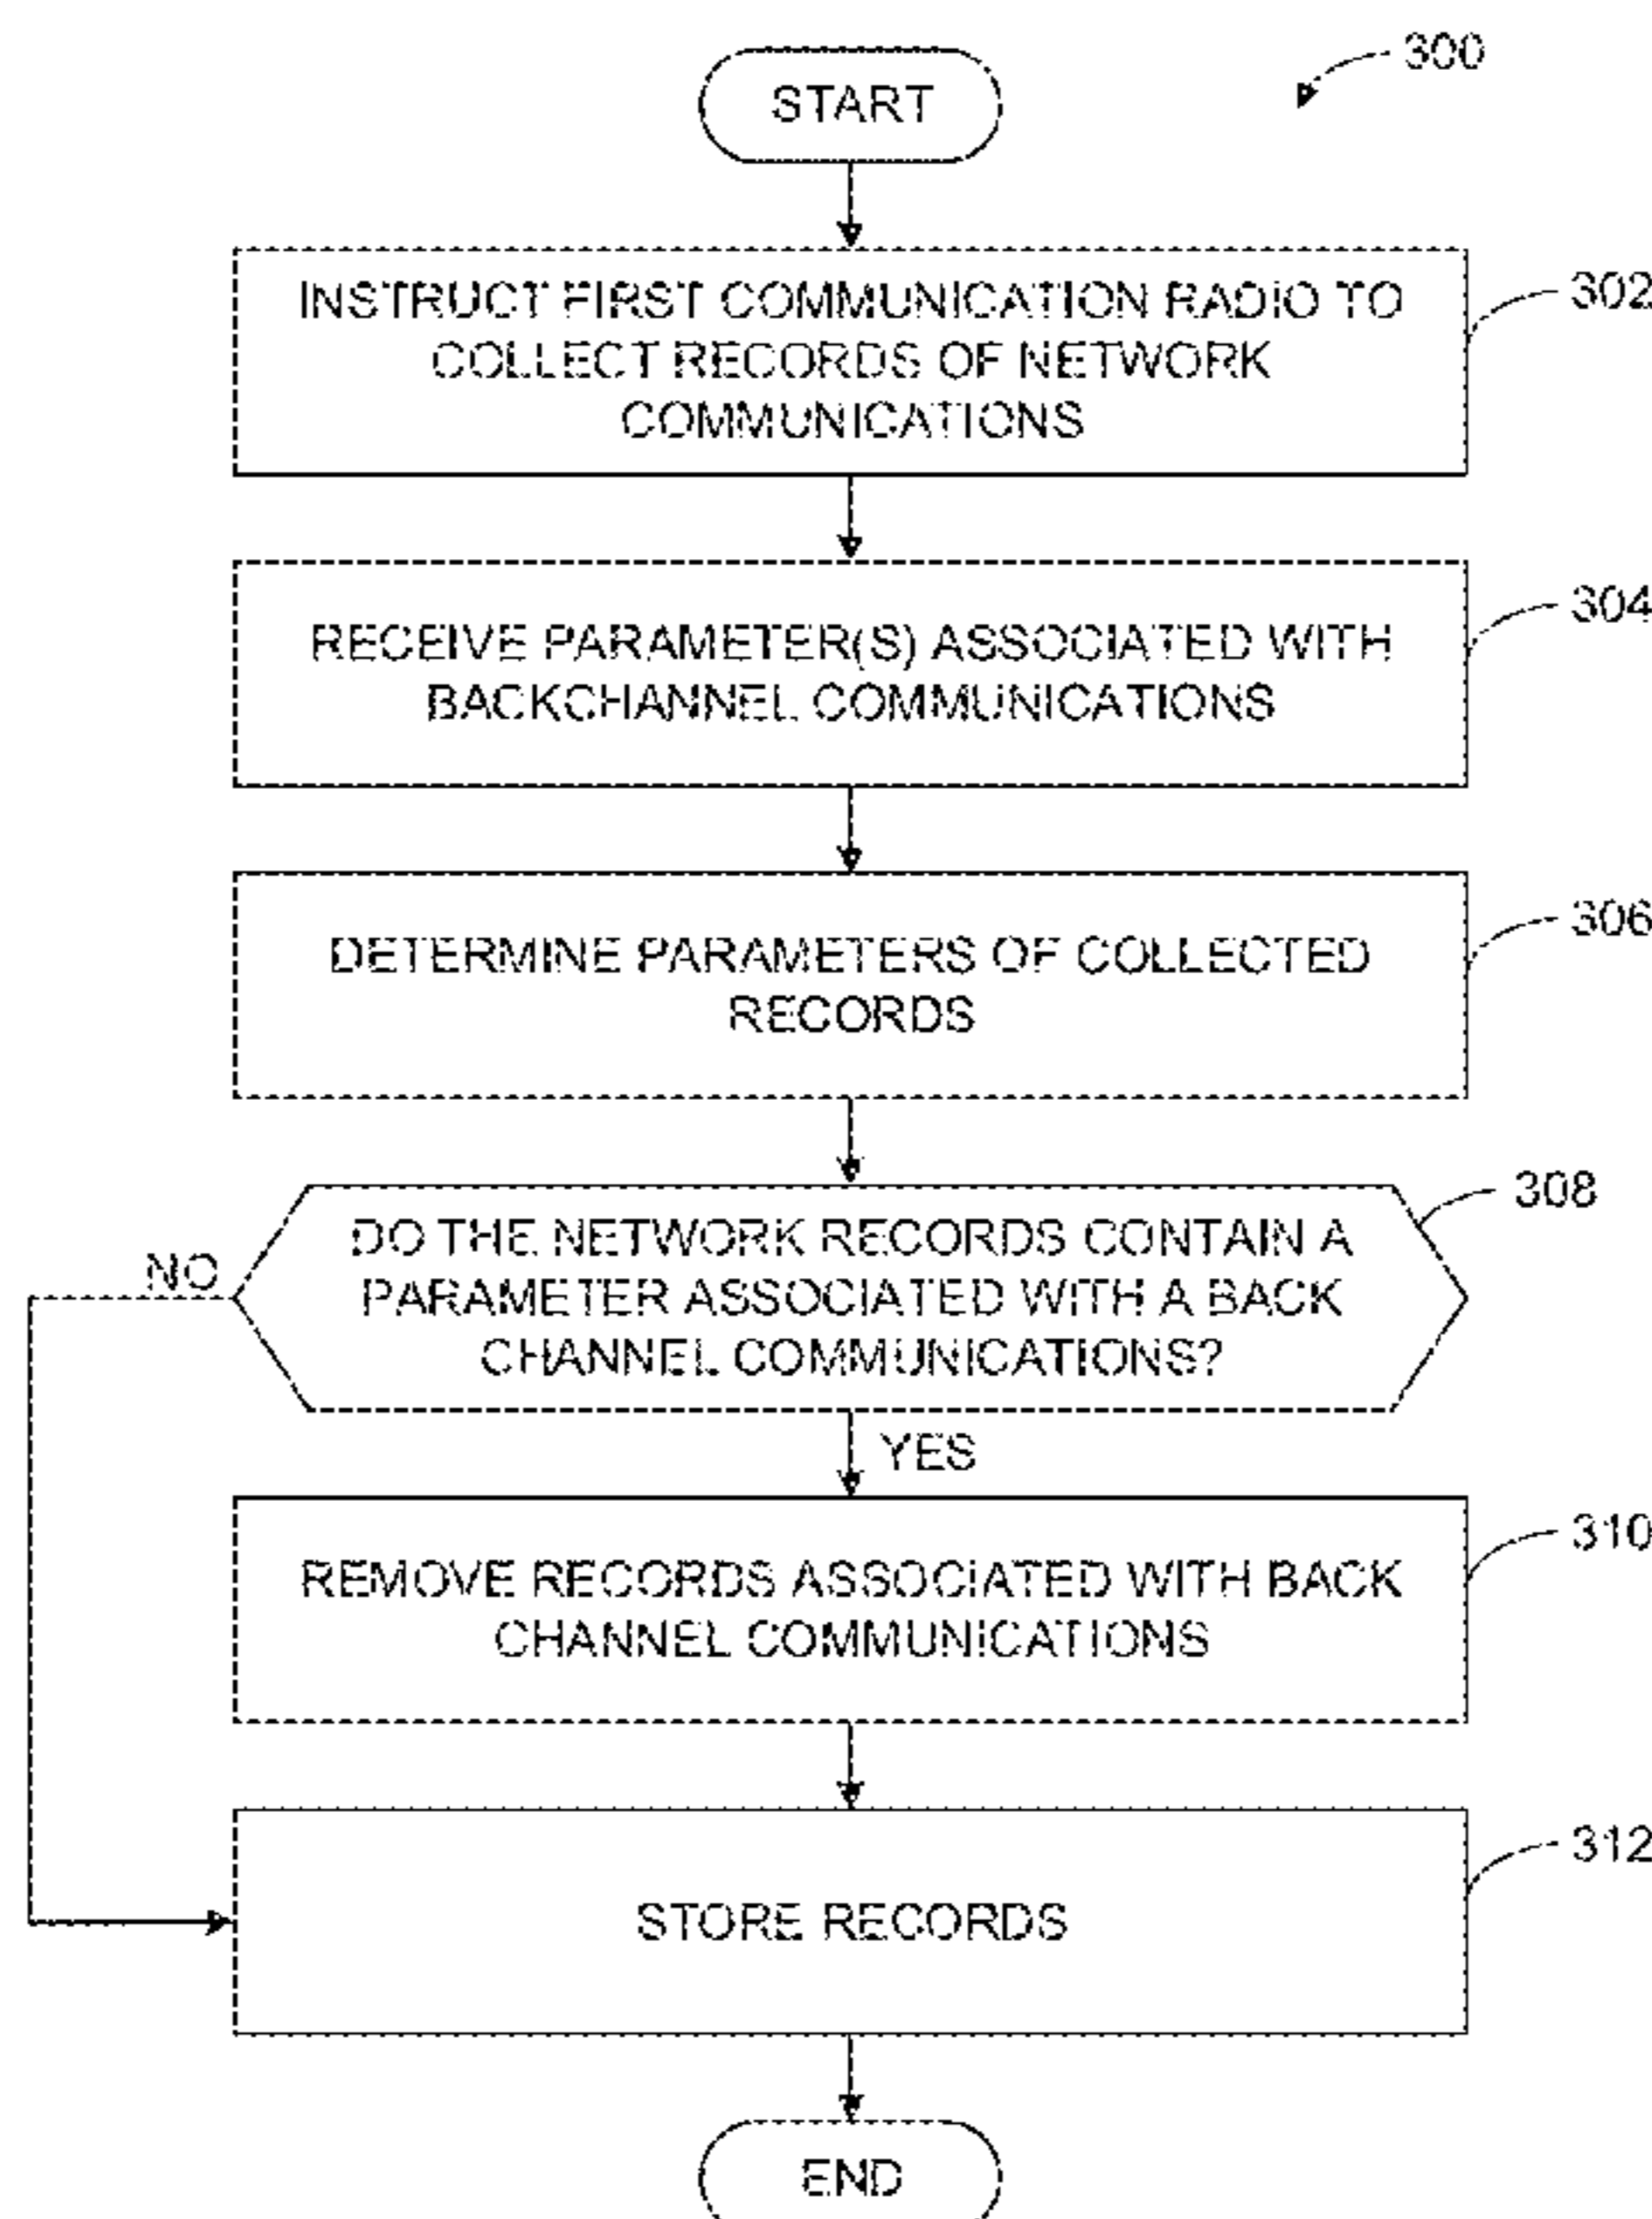 300
START
INSTRUCT FIRST COMMUNICATION RADIO TO
COLLECT RECORDS OF NETWORK
COMMUNICATIONS
302
RECEIVE PARAMETER(S) ASSOCIATED WITH
BACKCHANNEL COMMUNICATIONS
304
DETERMINE PARAMETERS OF COLLECTED
RECORDS
306
DO THE NETWORK RECORDS CONTAIN A
PARAMETER ASSOCIATED WITH A BACK
CHANNEL COMMUNICATIONS?
308
NO
YES
REMOVE RECORDS ASSOCIATED WITH BACK
CHANNEL COMMUNICATIONS
310
STORE RECORDS
312
END